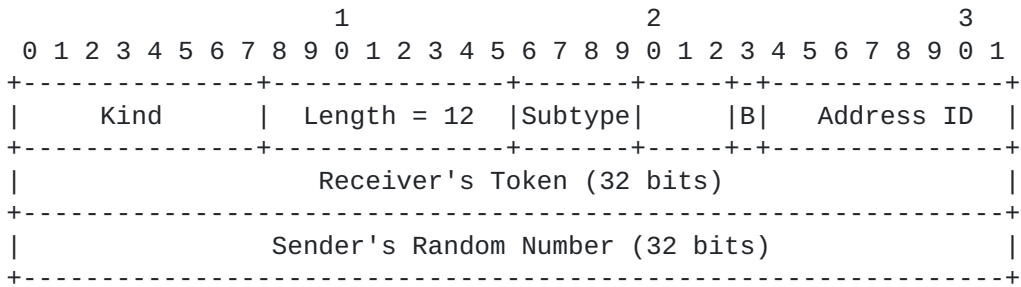 1                   2                   3
 0 1 2 3 4 5 6 7 8 9 0 1 2 3 4 5 6 7 8 9 0 1 2 3 4 5 6 7 8 9 0 1
+---------------+---------------+-------+-----+-+---------------+
|     Kind      |  Length = 12  |Subtype|     |B|   Address ID  |
+---------------+---------------+-------+-----+-+---------------+
|                   Receiver's Token (32 bits)                  |
+---------------------------------------------------------------+
|                Sender's Random Number (32 bits)               |
+---------------------------------------------------------------+